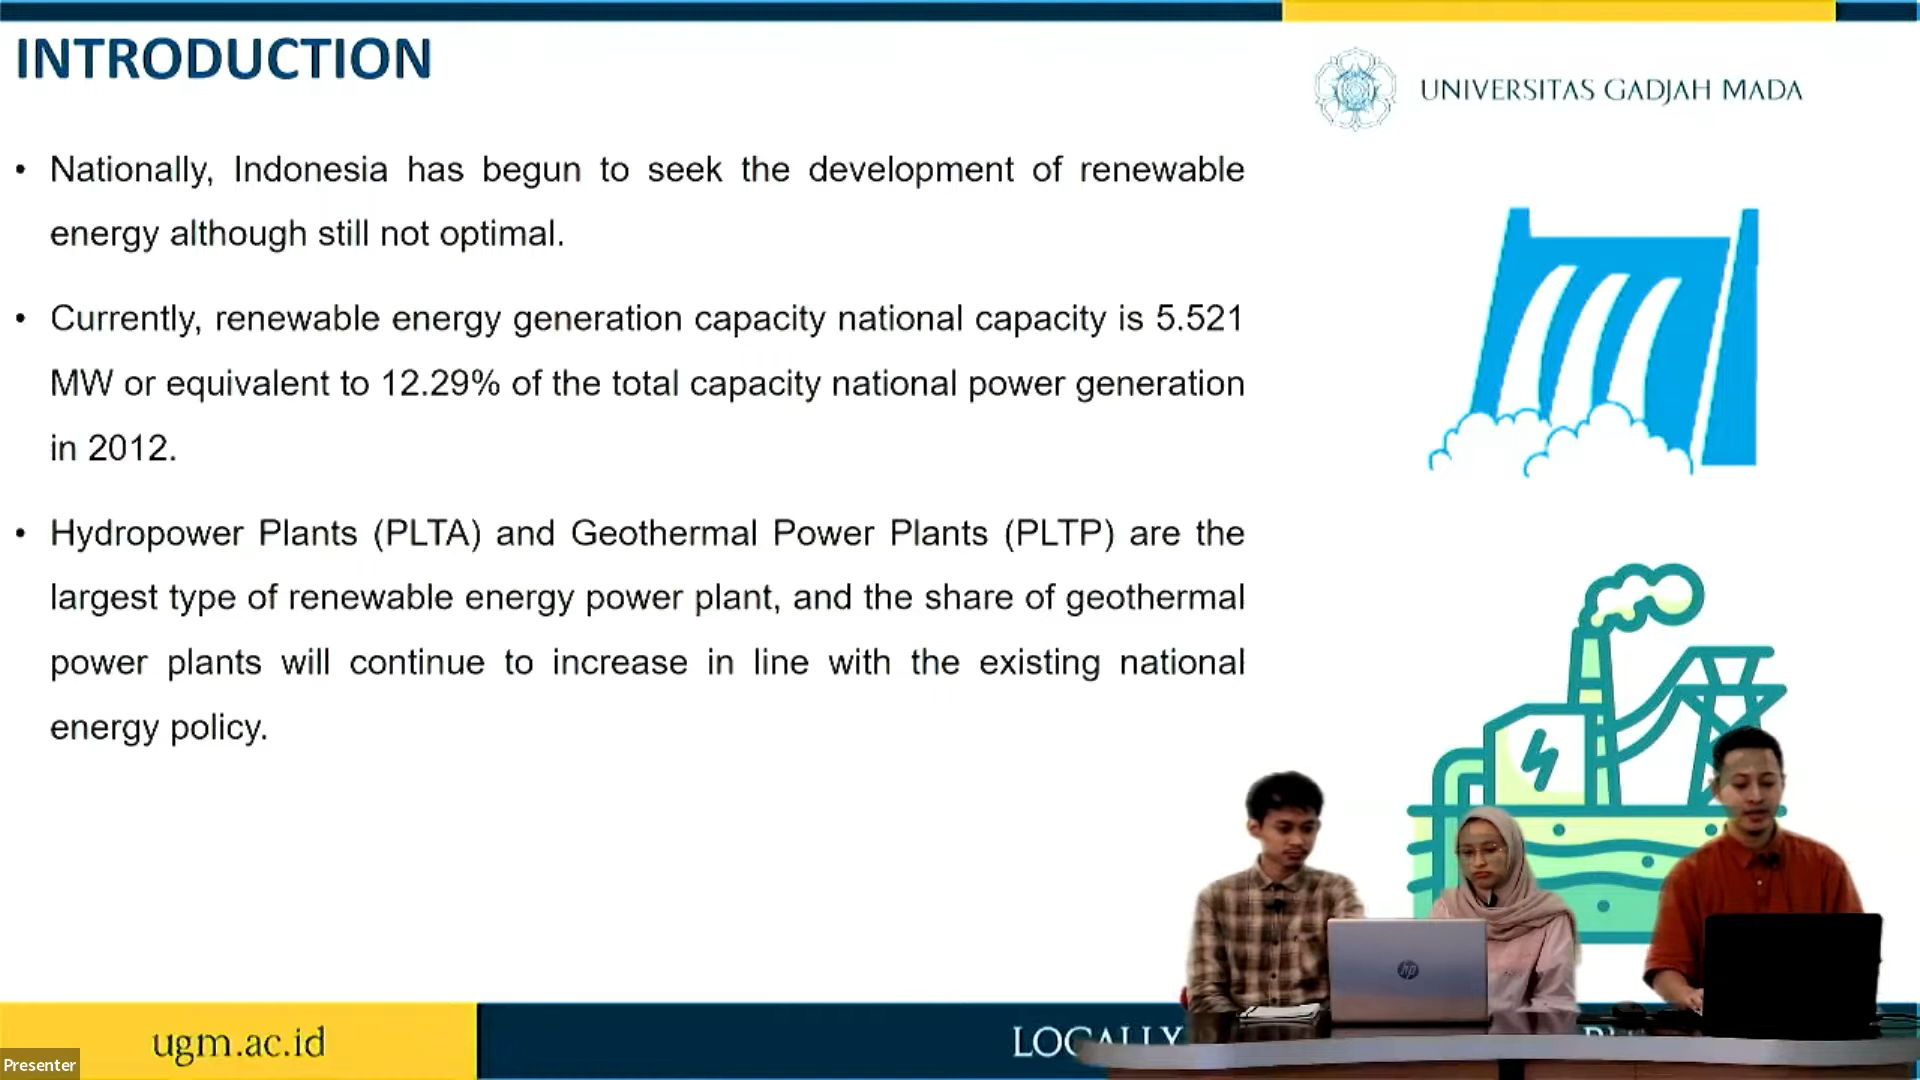 INTRODUCTION
UNIVERSITAS GADJAH MADA
• Nationally, Indonesia has begun to seek the development of renewable
energy although still not optimal.
• Currently, renewable energy generation capacity national capacity is 5.521
MW or equivalent to 12.29% of the total capacity national power generation
in 2012.
• Hydropower Plants (PLTA) and Geothermal Power Plants (PLTP) are the
largest type of renewable energy power plant, and the share of geothermal
power plants will continue to increase in line with the existing national
energy policy.
hp
ugm.ac.id
LOCALLY
Presenter